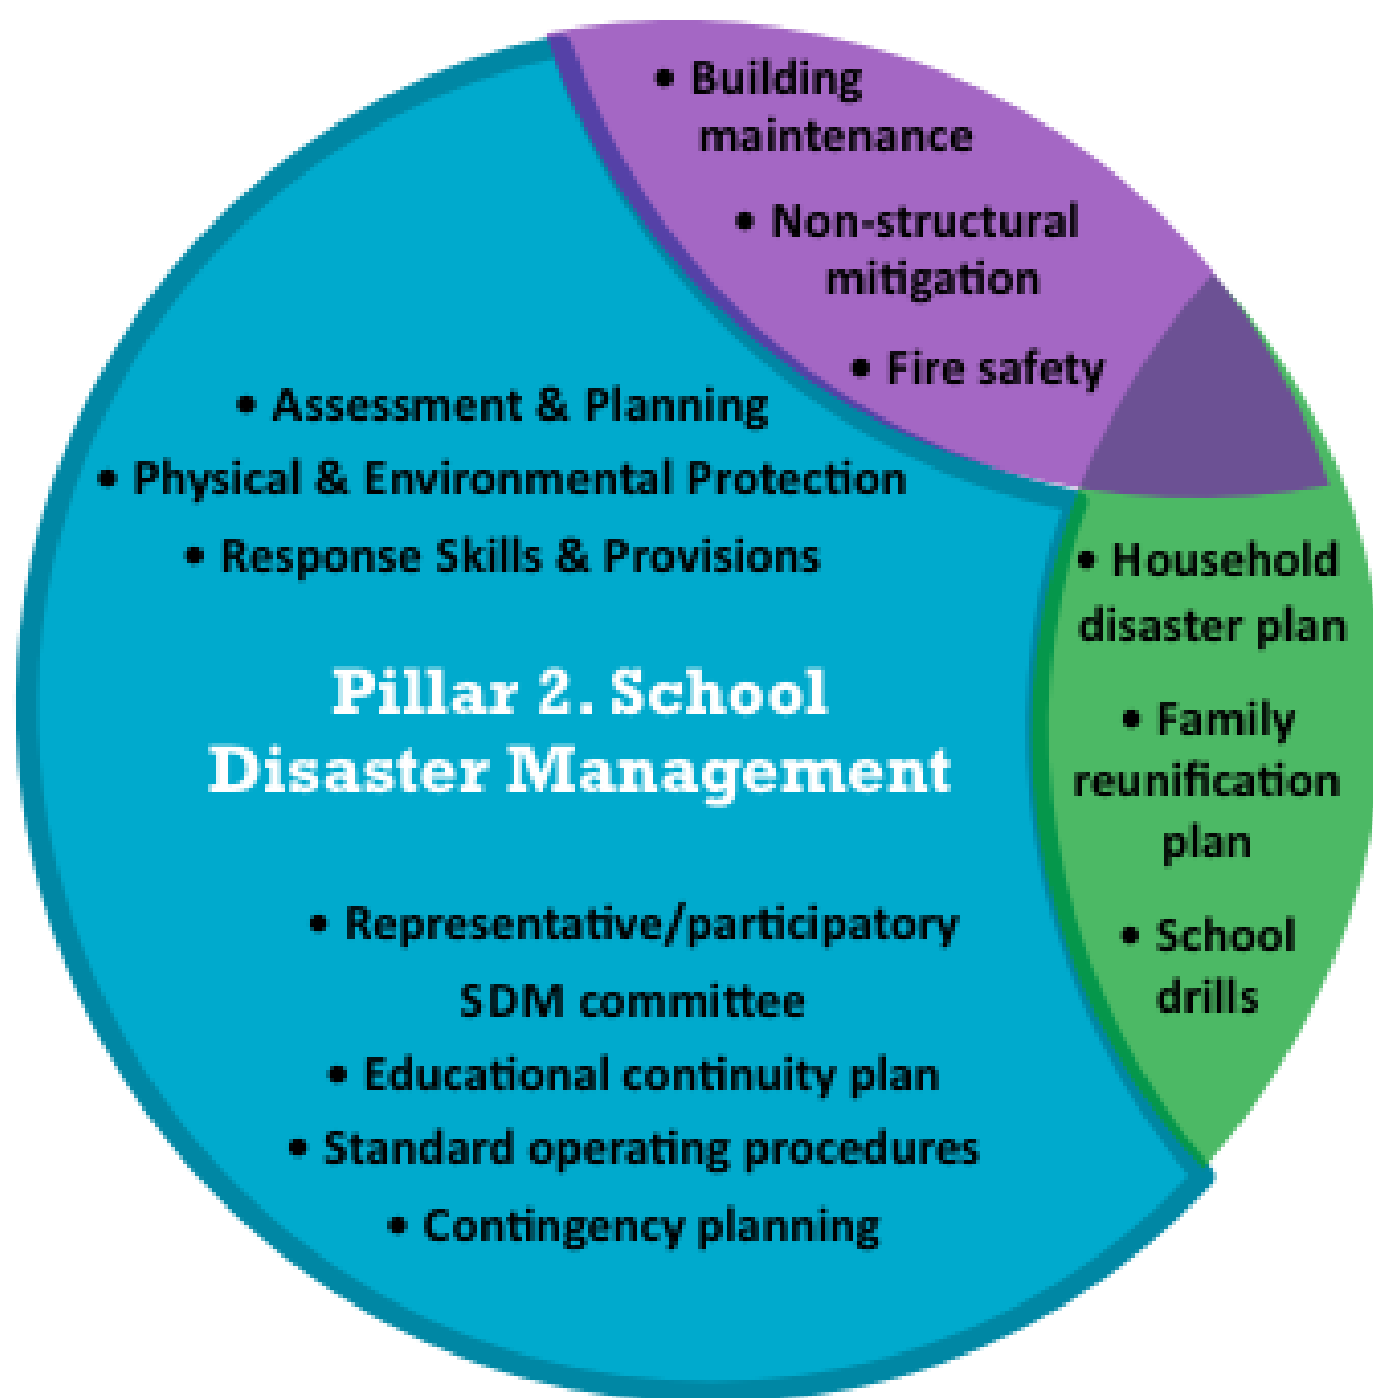 • Building
maintenance
• Non-structural
mitigation
• Fire safety
• Assessment & Planning
• Physical & Environmental Protection
• Response Skills & Provisions
Pillar 2. School
Disaster Management
• Representative/participatory
SDM committee
• Educational continuity plan
• Standard operating procedures
• Contingency planning
• Household
disaster plan
• Family
reunification
plan
• School
drills